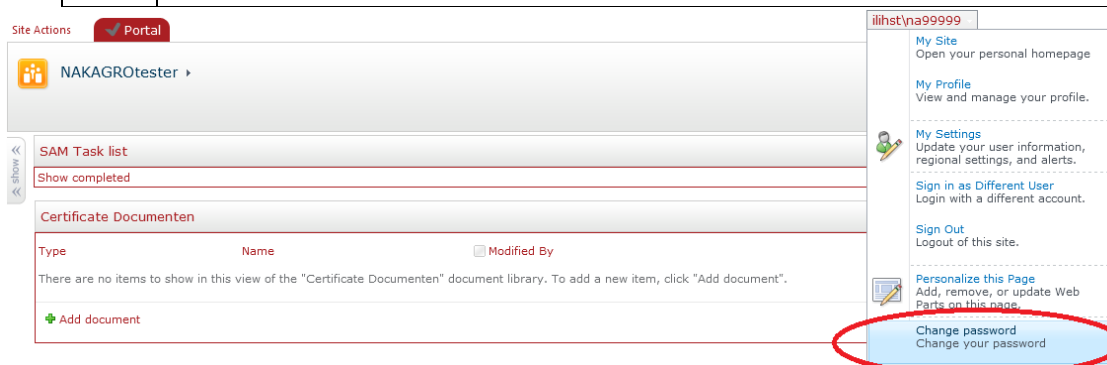 Site Actions
Portal
NAKAGROtester
show
SAM Task list
Show completed
Certificate Documenten
Type Name Modified By
There are no items to show in this view of the "Certificate Documenten" document library. To add a new item, click "Add document".
Add document
ilihst\na99999
My Site
Open your personal homepage
My Profile
View and manage your profile.
My Settings
Update your user information,
regional settings, and alerts.
Sign in as Different User
Login with a different account.
Sign Out
Logout of this site.
Personalize this Page
Add, remove, or update Web
Parts on this page.
Change password
Change your password